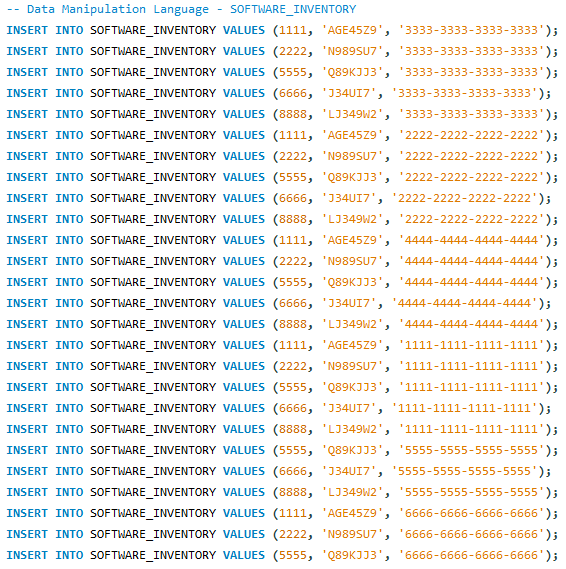 -- Data Manipulation Language - SOFTWARE_INVENTORY
INSERT INTO SOFTWARE_INVENTORY VALUES (1111, 'AGE45Z9', '3333-3333-3333-3333');
INSERT INTO SOFTWARE_INVENTORY VALUES (2222, 'N989SU7', '3333-3333-3333-3333');
INSERT INTO SOFTWARE_INVENTORY VALUES (5555, 'Q89KJJ3', '3333-3333-3333-3333');
INSERT INTO SOFTWARE_INVENTORY VALUES (6666, 'J34UI7', '3333-3333-3333-3333');
INSERT INTO SOFTWARE_INVENTORY VALUES (8888, 'LJ349W2', '3333-3333-3333-3333');
INSERT INTO SOFTWARE_INVENTORY VALUES (1111, 'AGE45Z9', '2222-2222-2222-2222');
INSERT INTO SOFTWARE_INVENTORY VALUES (2222, 'N989SU7', '2222-2222-2222-2222');
INSERT INTO SOFTWARE_INVENTORY VALUES (5555, 'Q89KJJ3', '2222-2222-2222-2222');
INSERT INTO SOFTWARE_INVENTORY VALUES (6666, 'J34UI7', '2222-2222-2222-2222');
INSERT INTO SOFTWARE_INVENTORY VALUES (8888, 'LJ349W2', '2222-2222-2222-2222');
INSERT INTO SOFTWARE_INVENTORY VALUES (1111, 'AGE45Z9', '4444-4444-4444-4444');
INSERT INTO SOFTWARE_INVENTORY VALUES (2222, 'N989SU7', '4444-4444-4444-4444');
INSERT INTO SOFTWARE_INVENTORY VALUES (5555, 'Q89KJJ3', '4444-4444-4444-4444');
INSERT INTO SOFTWARE_INVENTORY VALUES (6666, 'J34UI7', '4444-4444-4444-4444');
INSERT INTO SOFTWARE_INVENTORY VALUES (8888, 'LJ349W2', '4444-4444-4444-4444');
INSERT INTO SOFTWARE_INVENTORY VALUES (1111, 'AGE45Z9', '1111-1111-1111-1111');
INSERT INTO SOFTWARE_INVENTORY VALUES (2222, 'N989SU7', '1111-1111-1111-1111');
INSERT INTO SOFTWARE_INVENTORY VALUES (5555, 'Q89KJJ3', '1111-1111-1111-1111');
INSERT INTO SOFTWARE_INVENTORY VALUES (6666, 'J34UI7', '1111-1111-1111-1111');
INSERT INTO SOFTWARE_INVENTORY VALUES (8888, 'LJ349W2', '1111-1111-1111-1111');
INSERT INTO SOFTWARE_INVENTORY VALUES (5555, 'Q89KJJ3', '5555-5555-5555-5555');
INSERT INTO SOFTWARE_INVENTORY VALUES (6666, 'J34UI7', '5555-5555-5555-5555');
INSERT INTO SOFTWARE_INVENTORY VALUES (8888, 'LJ349W2', '5555-5555-5555-5555');
INSERT INTO SOFTWARE_INVENTORY VALUES (1111, 'AGE45Z9', '6666-6666-6666-6666');
INSERT INTO SOFTWARE_INVENTORY VALUES (2222, 'N989SU7', '6666-6666-6666-6666');
INSERT INTO SOFTWARE_INVENTORY VALUES (5555, 'Q89KJJ3', '6666-6666-6666-6666');